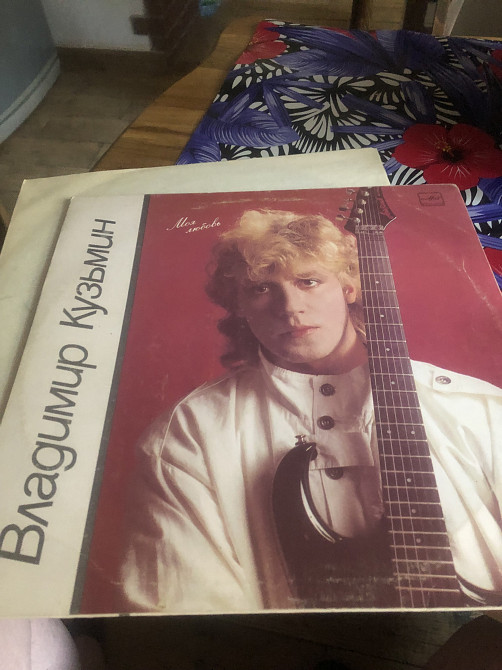 Владимир Кузьмин
Моя
любовь